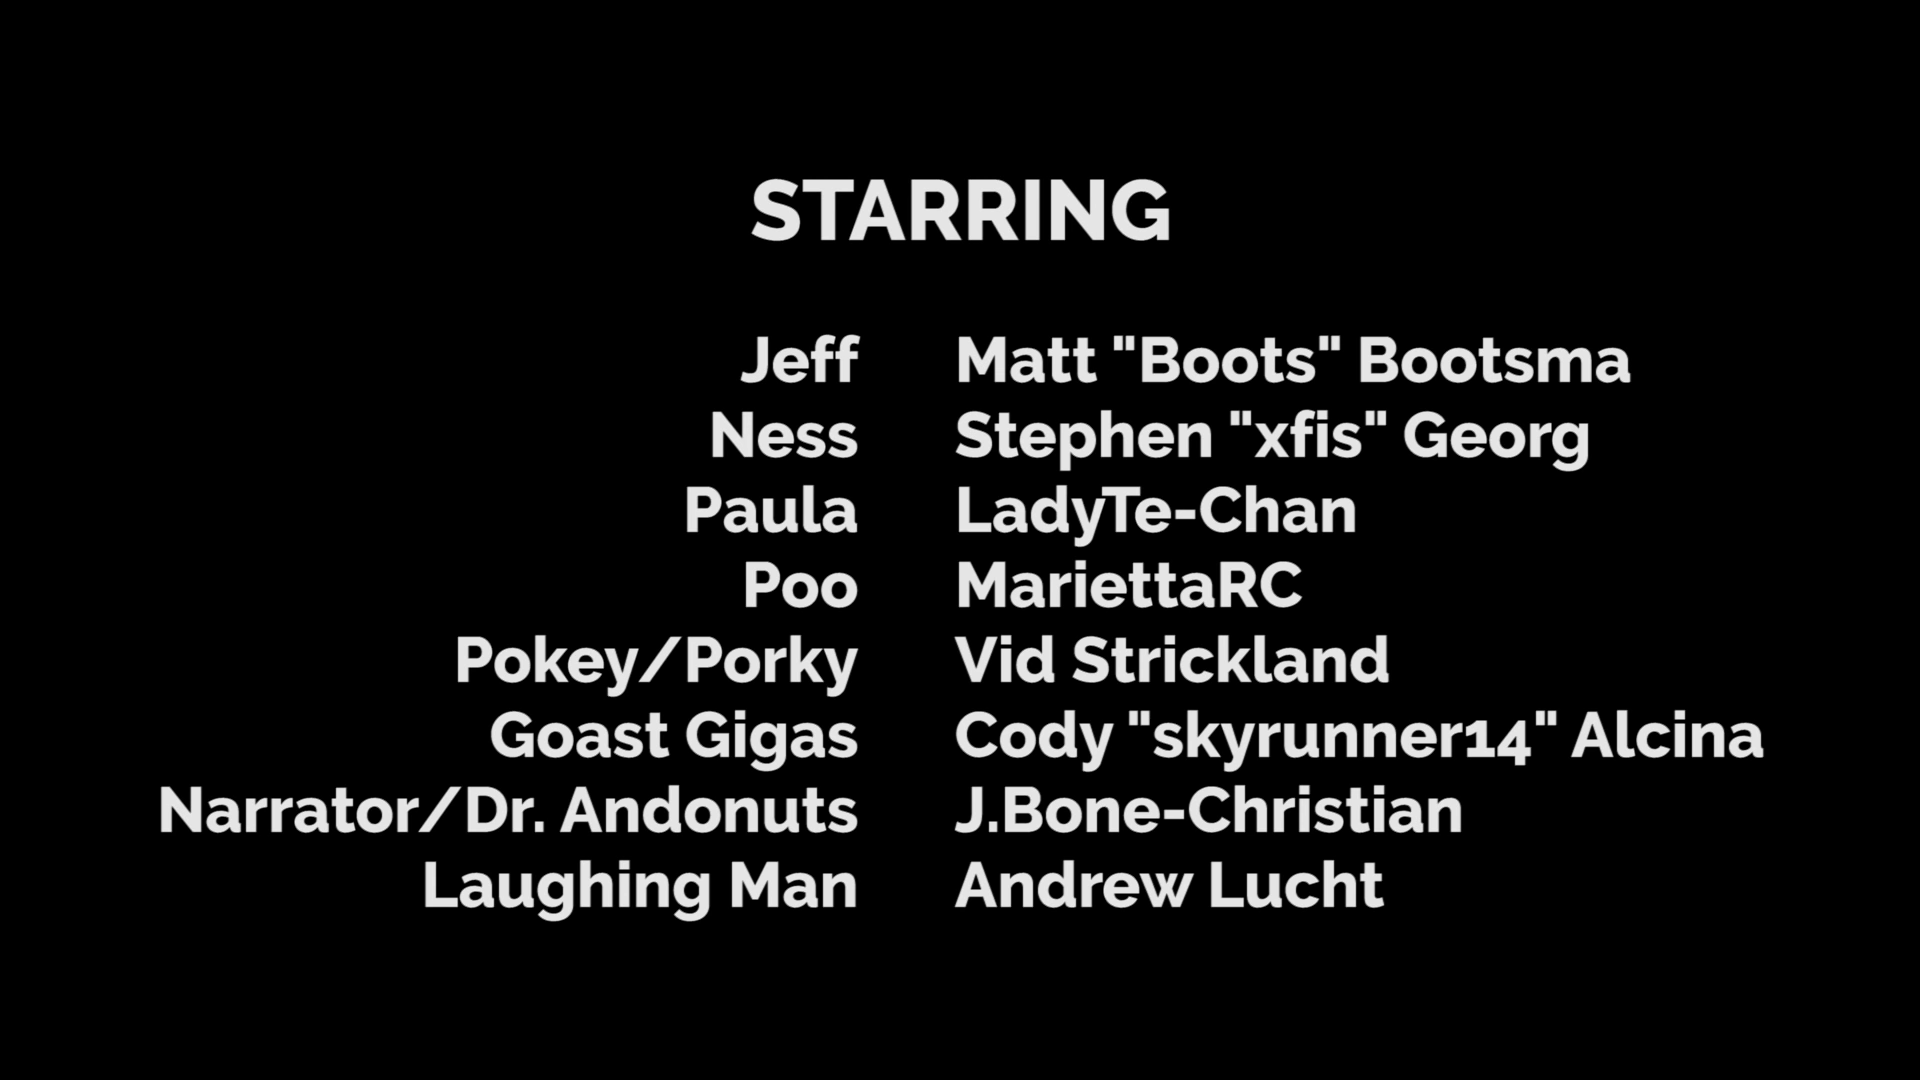 STARRING
Jeff Matt "Boots" Bootsma
Ness Stephen "xfis" Georg
Paula LadyTe-Chan
Poo MariettaRC
Pokey/Porky Vid Strickland
Goast Gigas Cody "skyrunner14" Alcina
Narrator/Dr. Andonuts J.Bone-Christian
Laughing Man Andrew Lucht